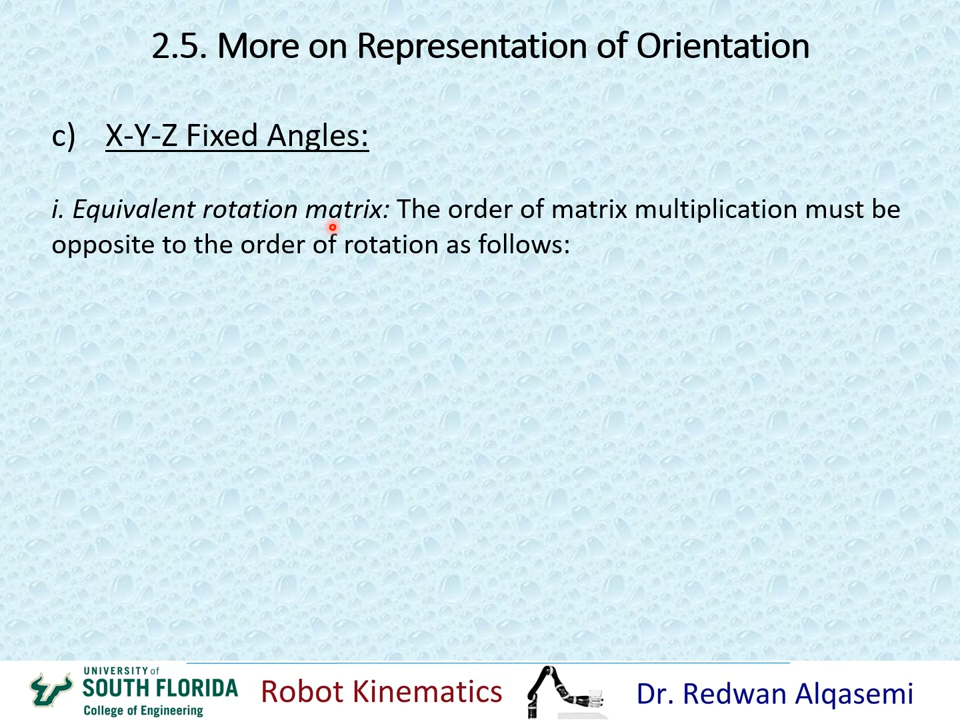 2.5. More on Representation of Orientation
c) X-Y-Z Fixed Angles:
i. Equivalent rotation matrix: The order of matrix multiplication must be
opposite to the order of rotation as follows:
UNIVERSITY of
SOUTH FLORIDA
College of Engineering
Robot Kinematics
Dr. Redwan Alqasemi